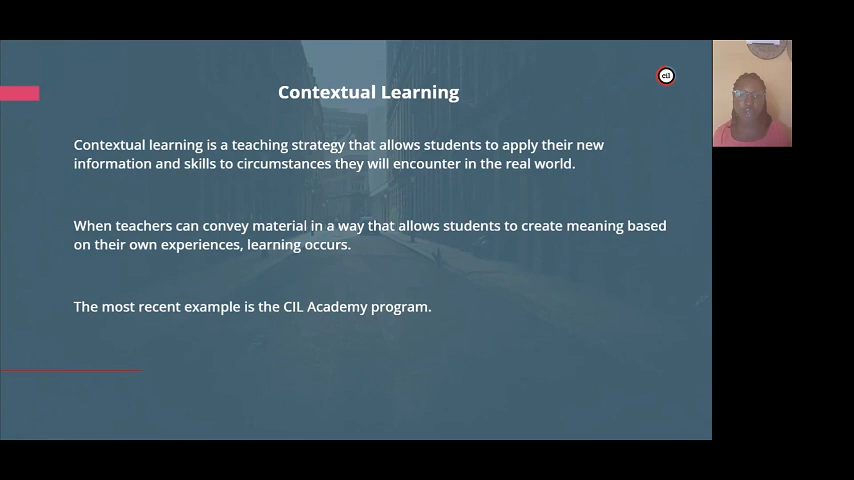 Contextual Learning
cil
Contextual learning is a teaching strategy that allows students to apply their new
information and skills to circumstances they will encounter in the real world.
When teachers can convey material in a way that allows students to create meaning based
on their own experiences, learning occurs.
The most recent example is the CIL Academy program.